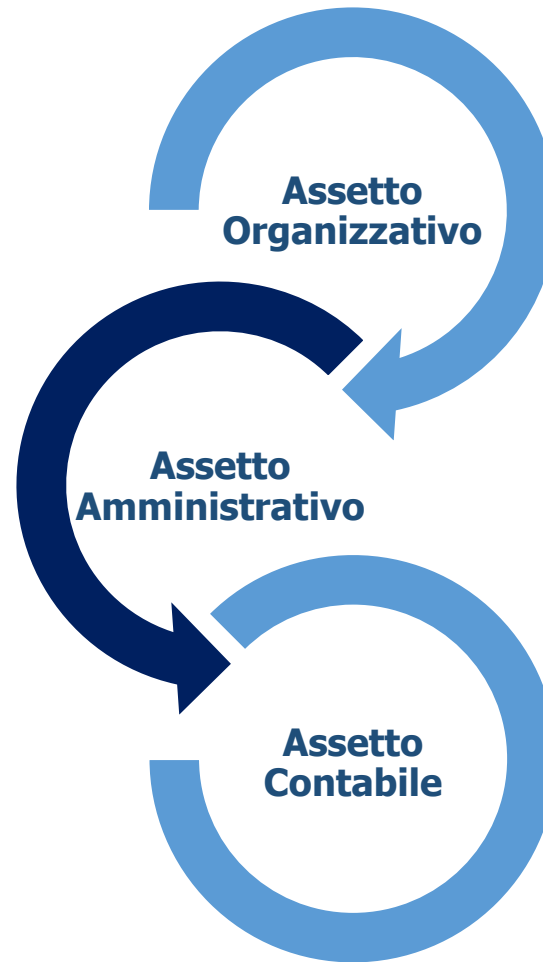 Assetto
Organizzativo
Assetto
Amministrativo
Assetto
Contabile